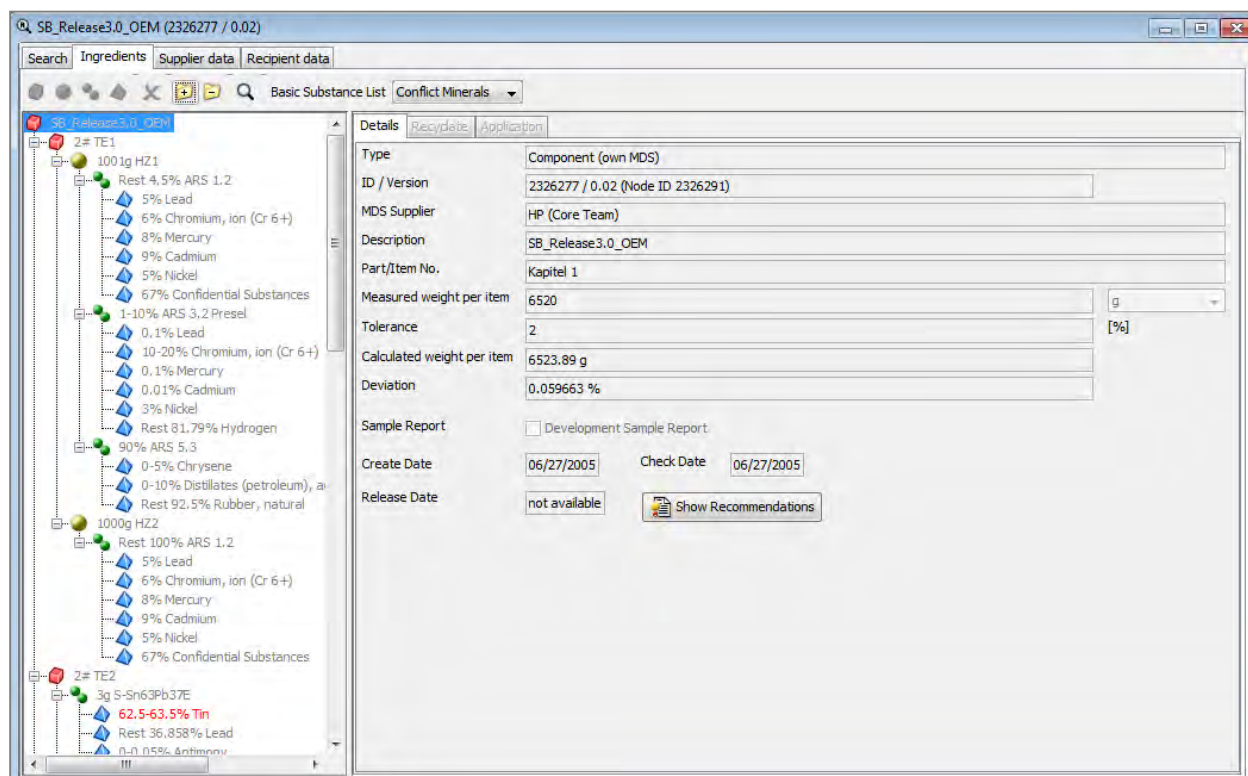 SB_Release3.0_OEM (2326277 / 0.02)
Search Ingredients Supplier data Recipient data
Basic Substance List Conflict Minerals
SB_Release3.0_OEM
2# TE1
1001g HZ1
Rest 4,5% ARS 1.2
5% Lead
6% Chromium, ion (Cr 6+)
8% Mercury
9% Cadmium
5% Nickel
67% Confidential Substances
1-10% ARS 3.2 Presel
0.1% Lead
10-20% Chromium, ion (Cr 6+)
0.1% Mercury
0.01% Cadmium
3% Nickel
Rest 81.79% Hydrogen
90% ARS 5.3
0-5% Chrysene
0-10% Distillates (petroleum), a
Rest 92.5% Rubber, natural
1000g HZ2
Rest 100% ARS 1.2
5% Lead
6% Chromium, ion (Cr 6+)
8% Mercury
9% Cadmium
5% Nickel
67% Confidential Substances
2# TE2
3g S-Sn63Pb37E
62.5-63.5% Tin
Rest 36.858% Lead
0-0.05% Antimony
Details Recyclate Application
Type Component (own MDS)
ID / Version 2326277 / 0.02 (Node ID 2326291)
MDS Supplier HP (Core Team)
Description SB_Release3.0_OEM
Part/Item No. Kapitel 1
Measured weight per item 6520 g
Tolerance 2 [%]
Calculated weight per item 6523.89 g
Deviation 0.059663 %
Sample Report Development Sample Report
Create Date 06/27/2005 Check Date 06/27/2005
Release Date not available Show Recommendations